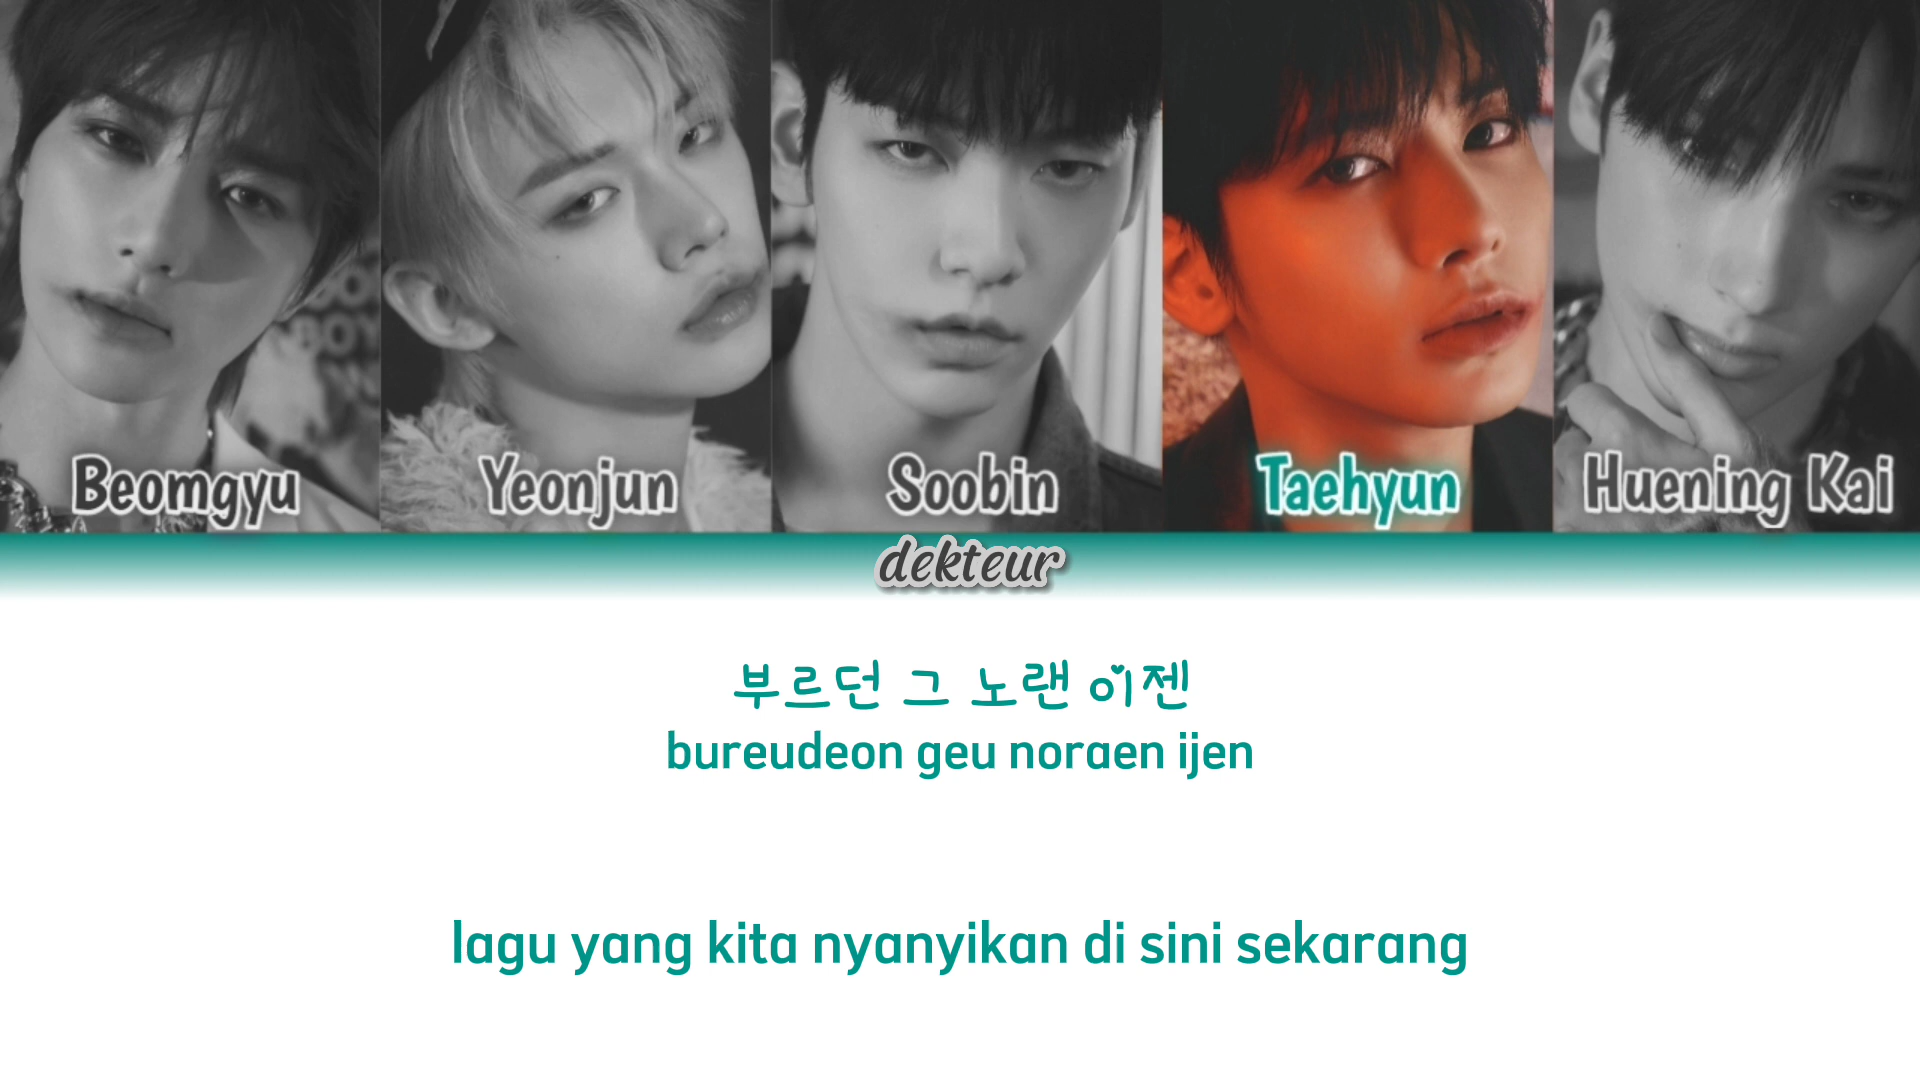 Beomgyu Yeonjun Soobin Taehyun Huening Kai
dekteur
부르던 그 노랜 이젠
bureudeon geu noraen ijen
lagu yang kita nyanyikan di sini sekarang